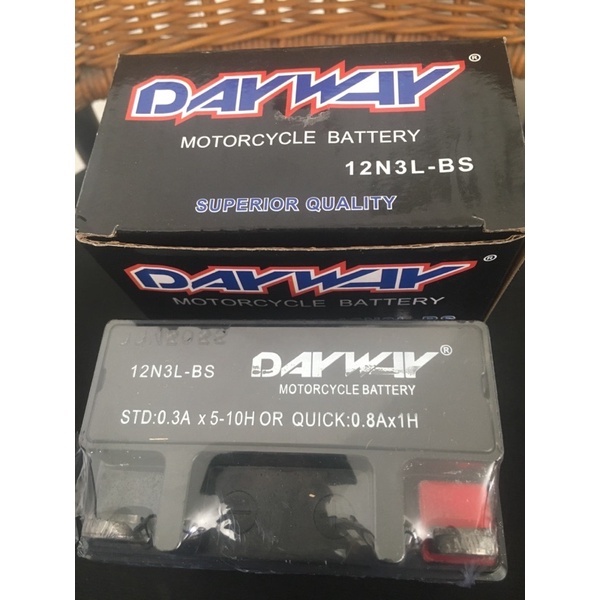 DAYWAY®
MOTORCYCLE BATTERY
12N3L-BS
SUPERIOR QUALITY
DAYWAY®
MOTORCYCLE BATTERY
DAYWAY®
12N3L-BS
MOTORCYCLE BATTERY
STD:0.3A x 5-10H OR QUICK:0.8Ax1H